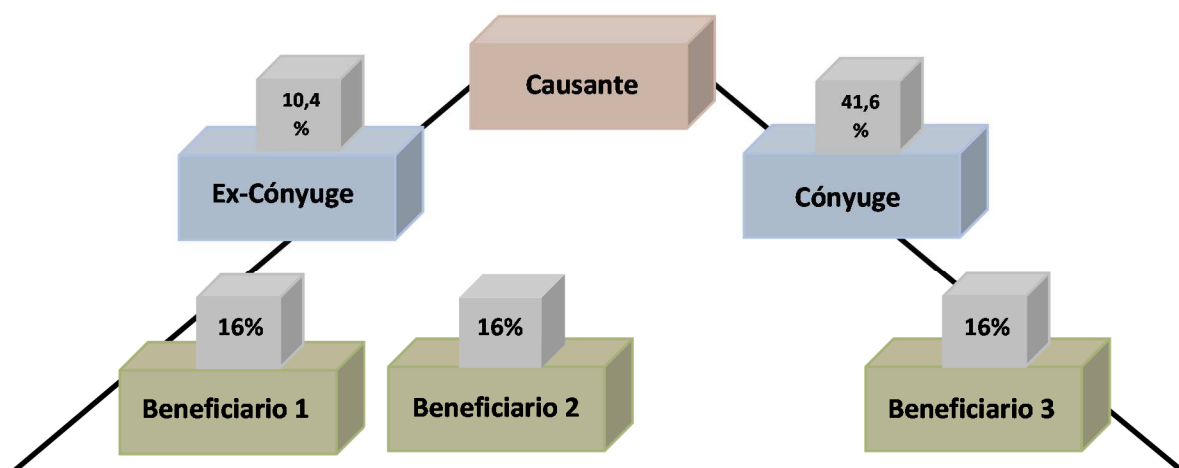 Causante
10,4
%
41,6
%
Ex-Cónyuge
Cónyuge
16%
16%
16%
Beneficiario 1
Beneficiario 2
Beneficiario 3